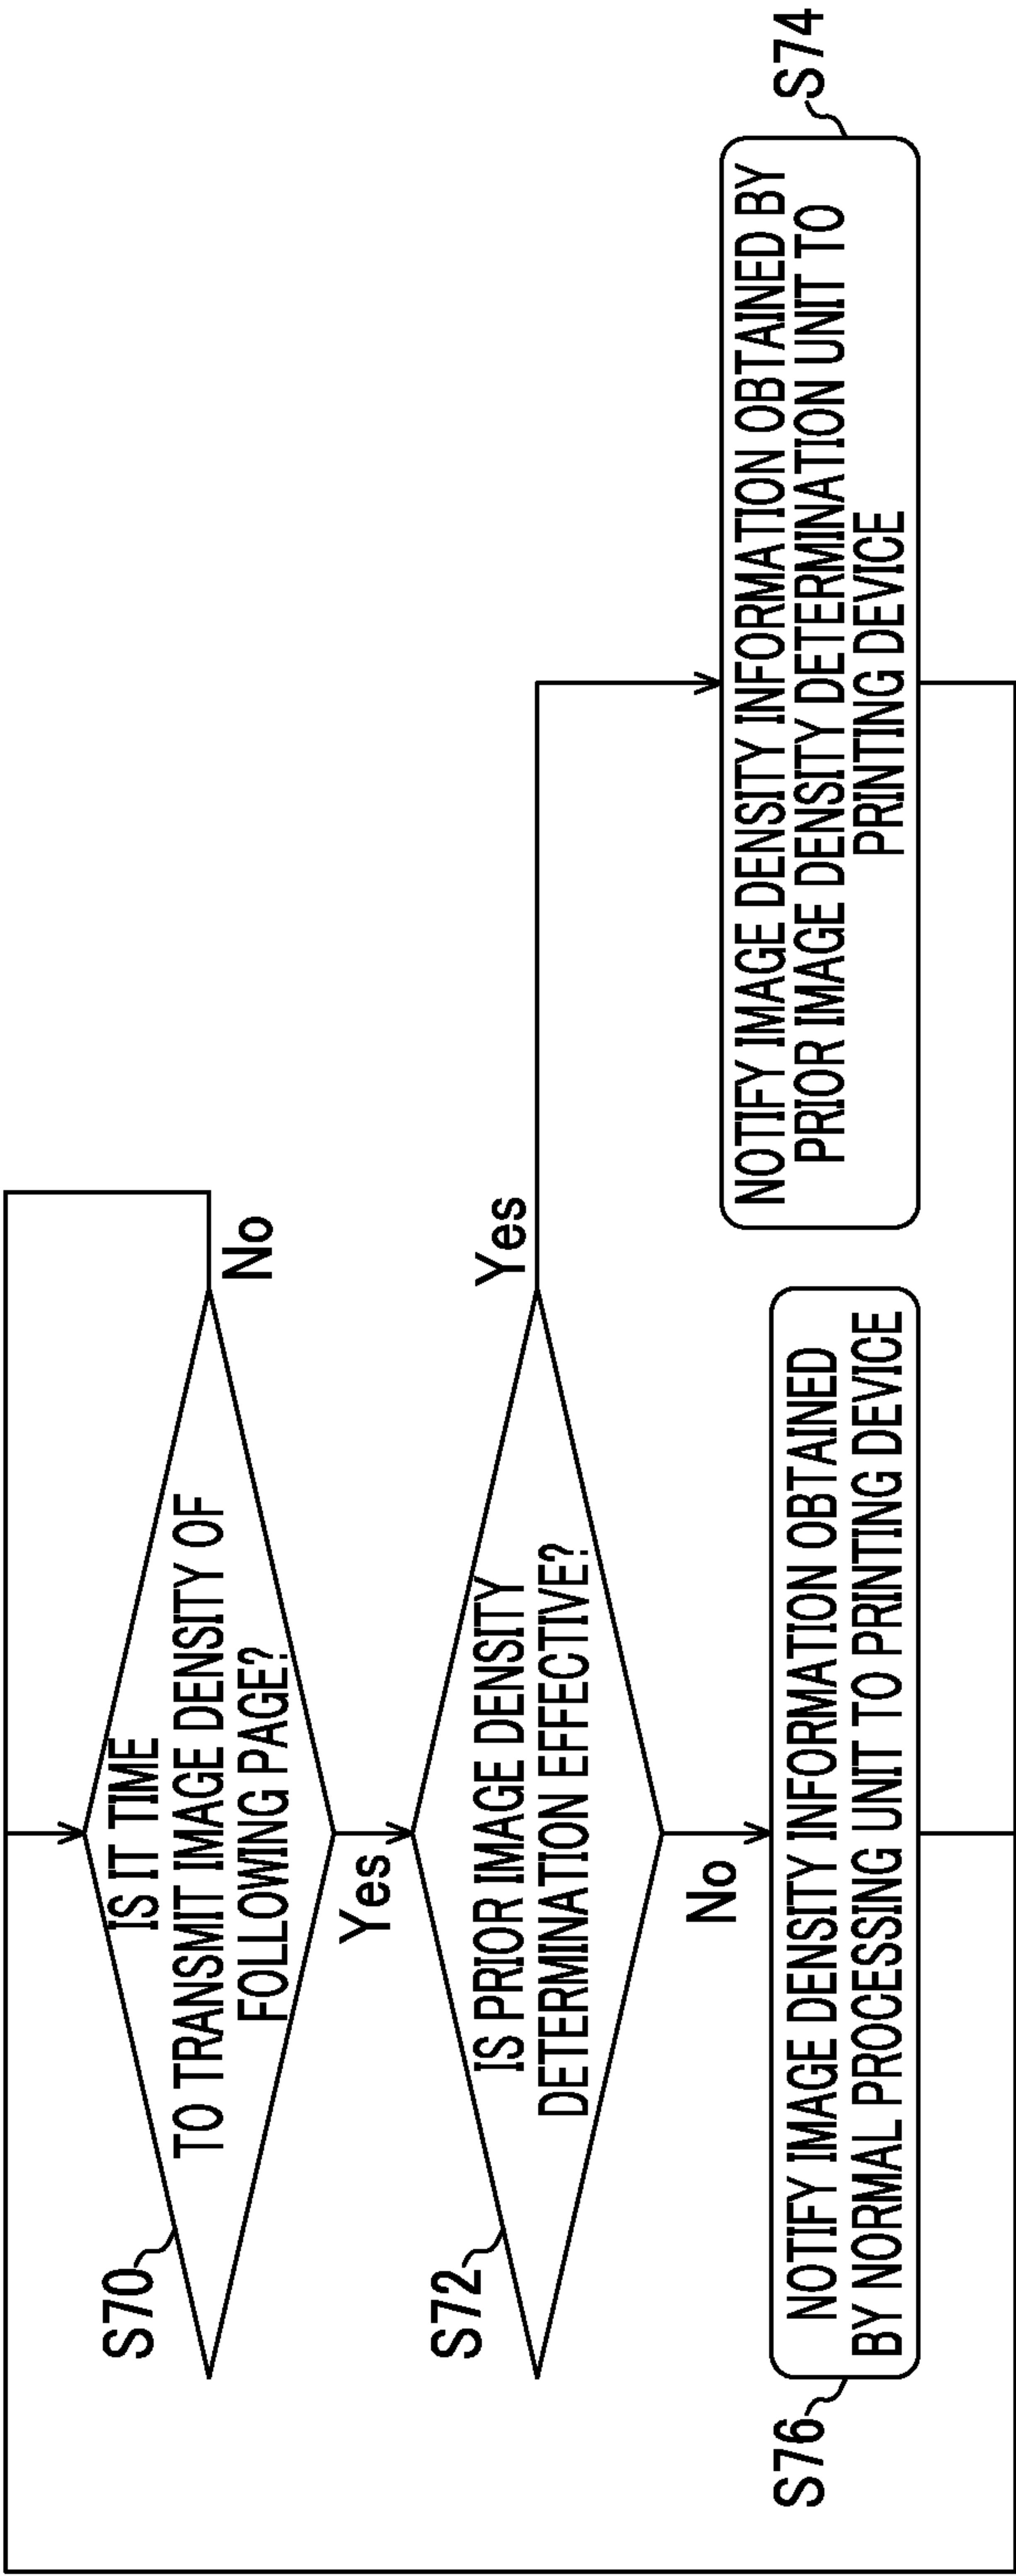 S70
IS IT TIME
TO TRANSMIT IMAGE DENSITY OF
FOLLOWING PAGE?
No
Yes
S72
IS PRIOR IMAGE DENSITY
DETERMINATION EFFECTIVE?
Yes
No
S76
NOTIFY IMAGE DENSITY INFORMATION OBTAINED
BY NORMAL PROCESSING UNIT TO PRINTING DEVICE
S74
NOTIFY IMAGE DENSITY INFORMATION OBTAINED BY
PRIOR IMAGE DENSITY DETERMINATION UNIT TO
PRINTING DEVICE